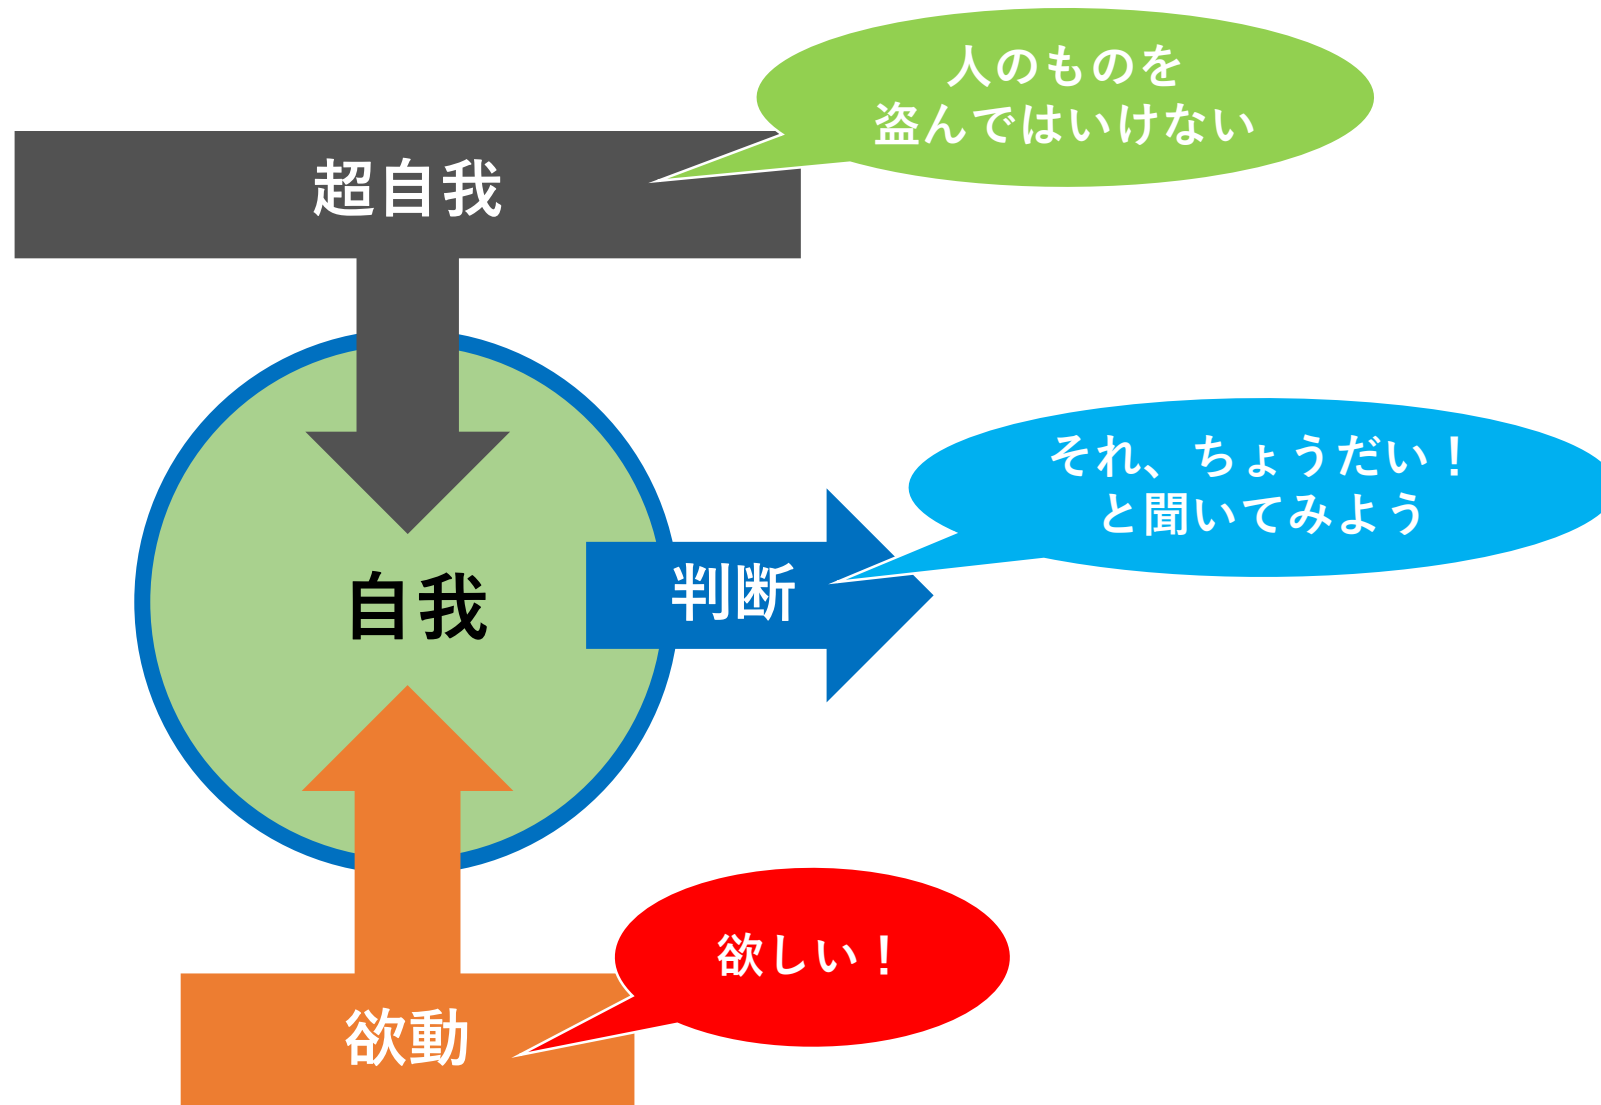 人のものを
盗んではいけない
超自我
それ、ちょうだい！
と聞いてみよう
判断
自我
欲しい！
欲動